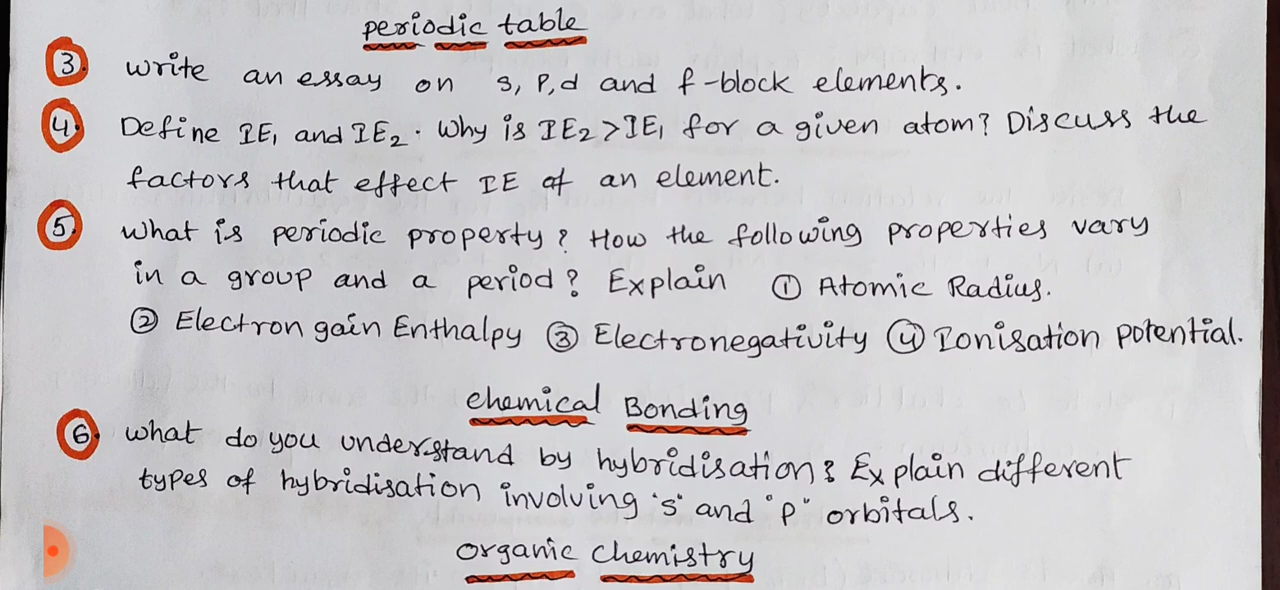 periodic table
3. Write an essay on s, P, d and f-block elements.
4. Define IE₁ and IE₂. Why is IE₂>IE₁ for a given atom? Discuss the
factors that effect IE of an element.
5. What is periodic property? How the following properties vary
in a group and a period? Explain ① Atomic Radius.
② Electron gain Enthalpy ③ Electronegativity ④ Ionisation potential.
chemical Bonding
6. What do you understand by hybridisation? Explain different
types of hybridisation involving 's' and 'p' orbitals.
Organic Chemistry